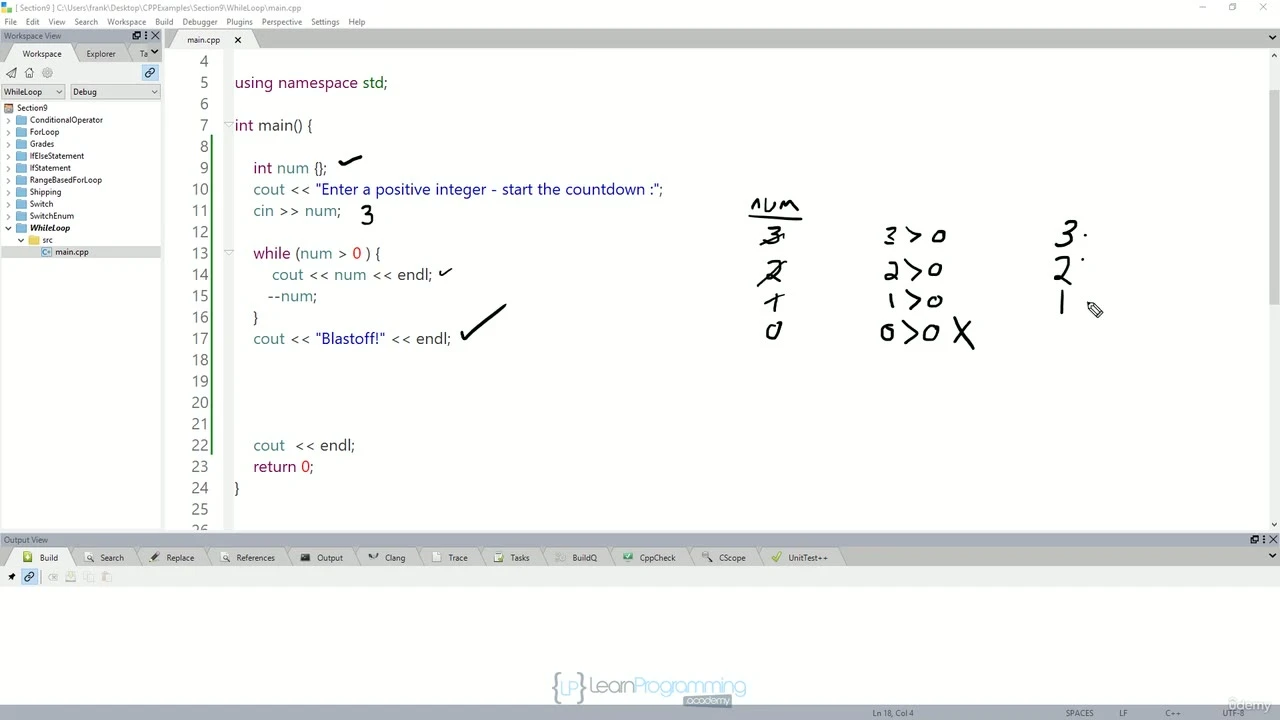 [ Section9 ] C:\Users\frank\Desktop\CPPExamples\Section9\WhileLoop\main.cpp
File Edit View Search Workspace Build Debugger Plugins Perspective Settings Help
Workspace View
Workspace Explorer Ta
WhileLoop Debug
Section9
ConditionalOperator
ForLoop
Grades
IfElseStatement
IfStatement
RangeBasedForLoop
Shipping
Switch
SwitchEnum
WhileLoop
src
main.cpp
main.cpp
4
5 using namespace std;
6
7 int main() {
8
9 int num {};
10 cout << "Enter a positive integer - start the countdown :";
11 cin >> num; 3
12
13 while (num > 0 ) {
14 cout << num << endl;
15 --num;
16 }
17 cout << "Blastoff!" << endl;
18
19
20
21
22 cout  << endl;
23 return 0;
24 }
25
26
num
3 3 > 0 3
2 2 > 0 2
1 1 > 0 1
0 0 > 0 X
Output View
Build Search Replace References Output Clang Trace Tasks BuildQ CppCheck CScope UnitTest++
{LP} LearnProgramming
academy
Ln 18, Col 4 SPACES LF C++ UTF-8
ûdemy